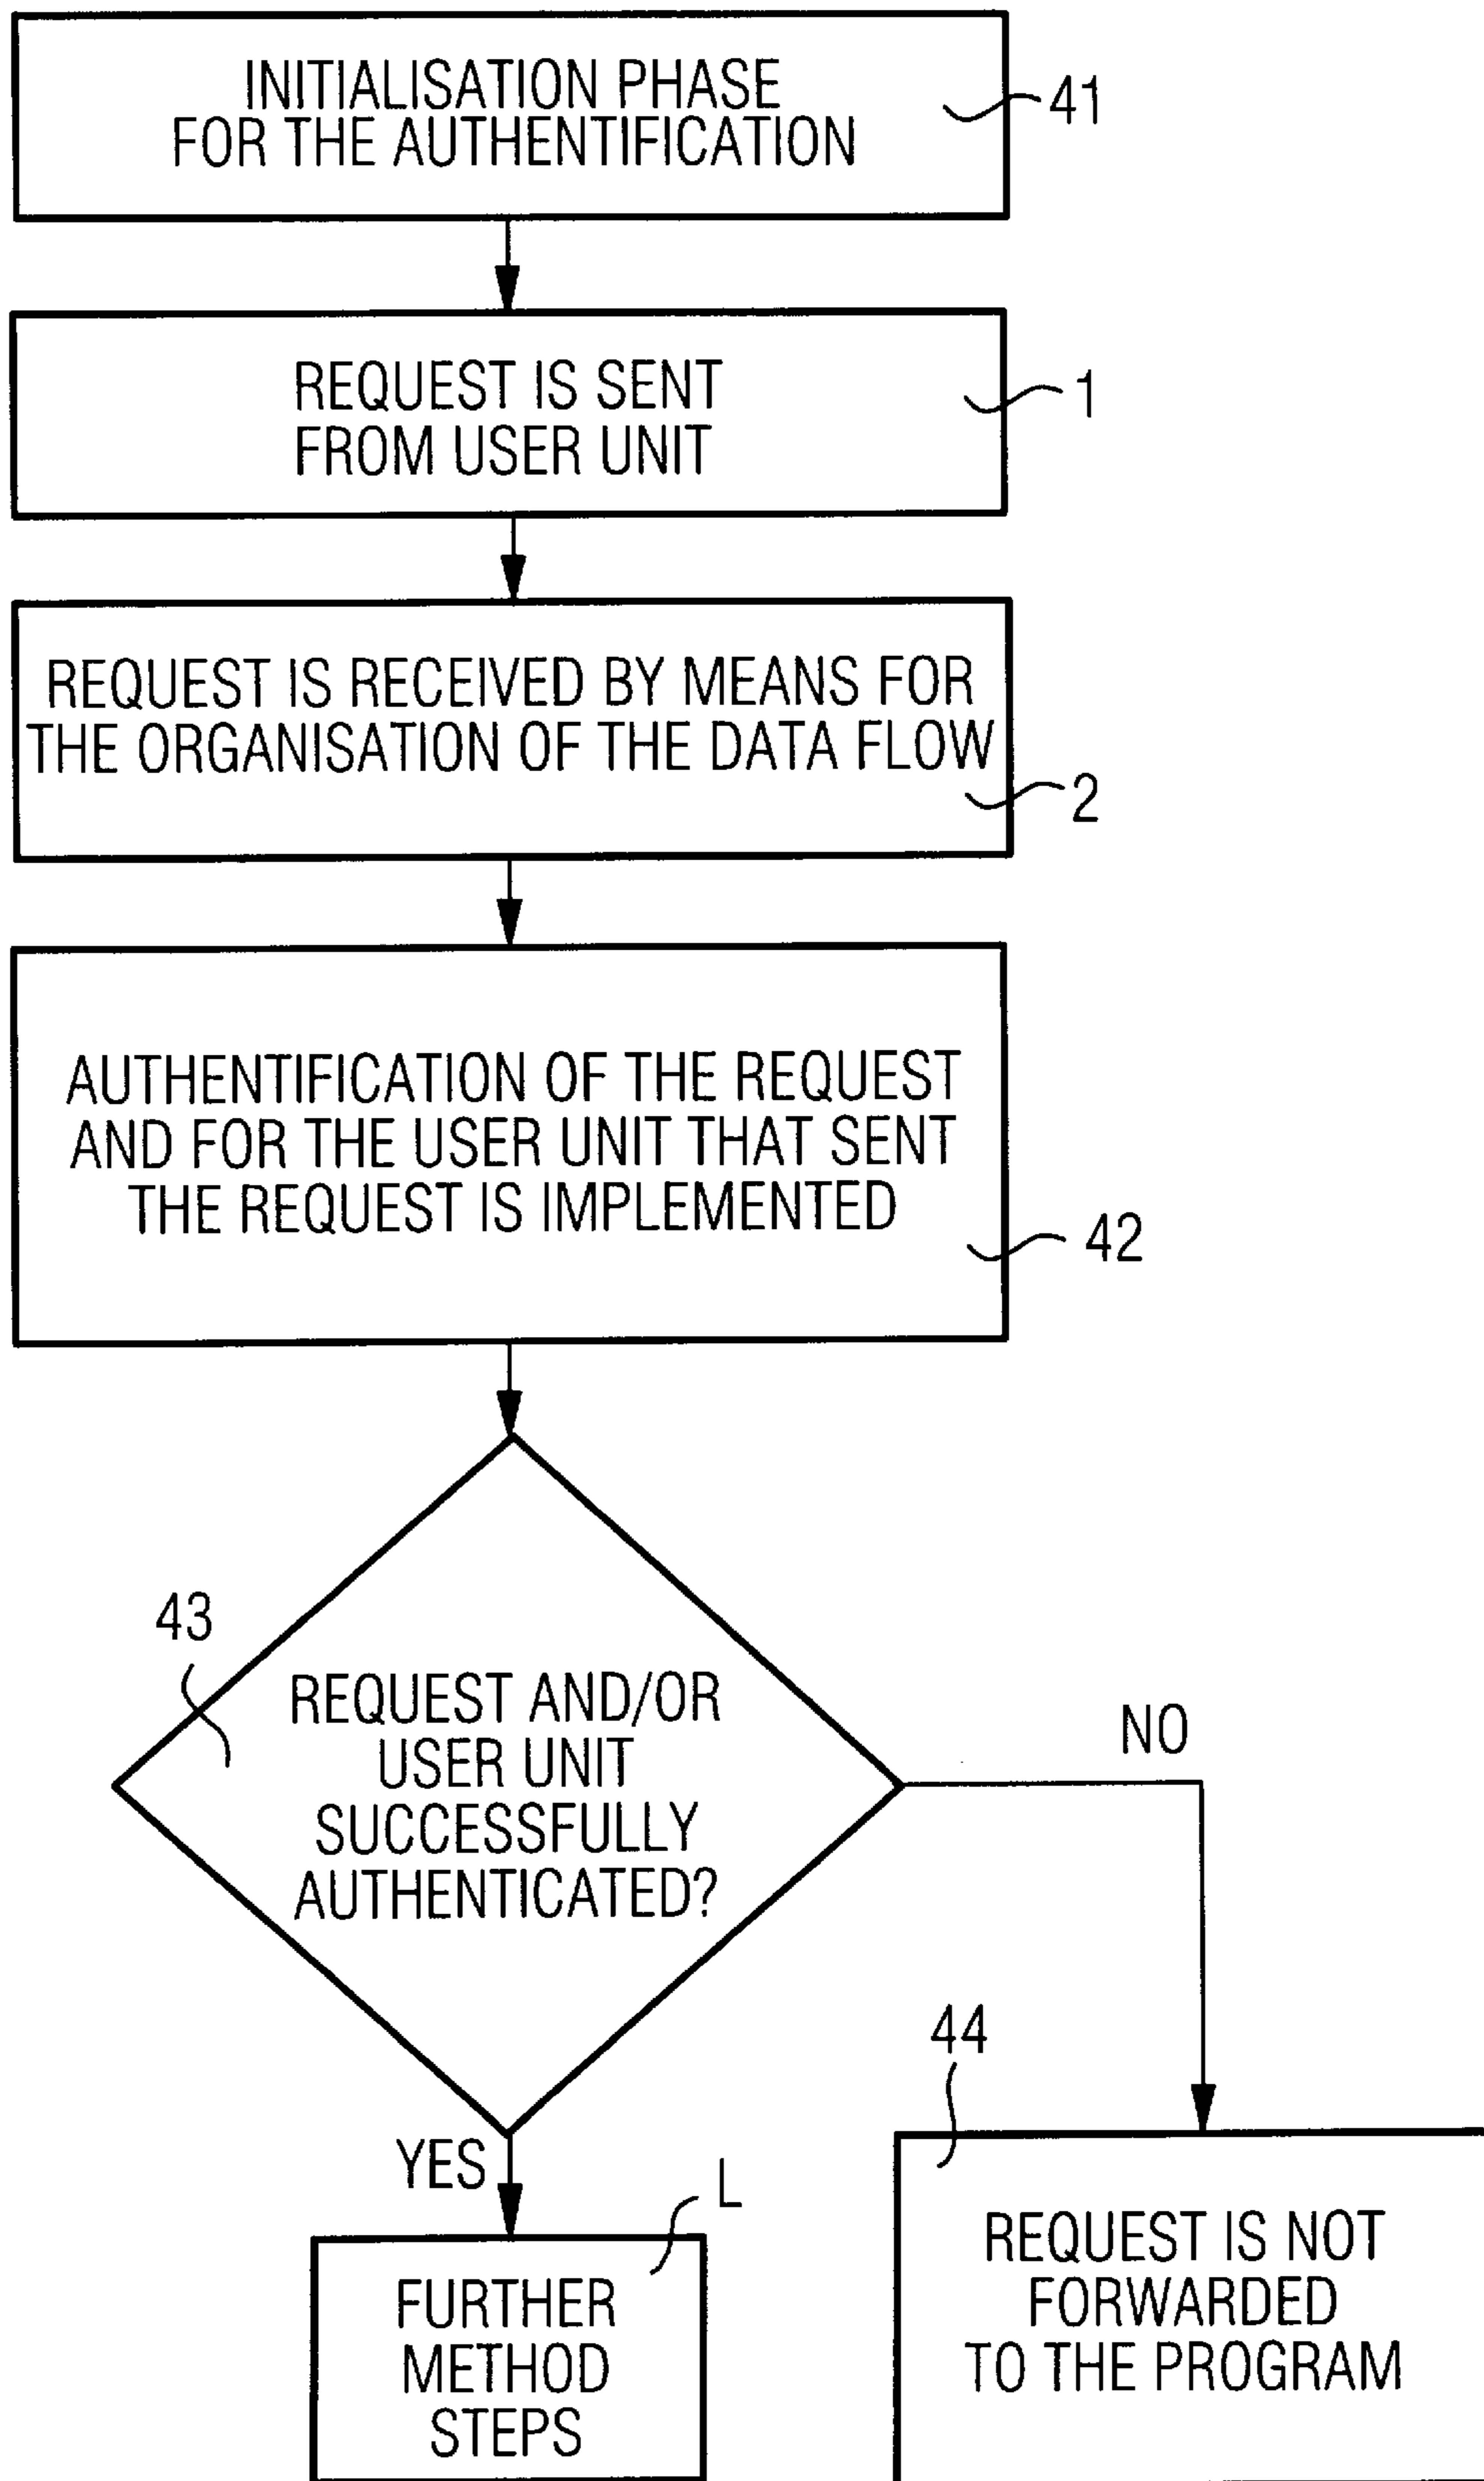 INITIALISATION PHASE
FOR THE AUTHENTIFICATION
41
REQUEST IS SENT
FROM USER UNIT
1
REQUEST IS RECEIVED BY MEANS FOR
THE ORGANISATION OF THE DATA FLOW
2
AUTHENTIFICATION OF THE REQUEST
AND FOR THE USER UNIT THAT SENT
THE REQUEST IS IMPLEMENTED
42
43
REQUEST AND/OR
USER UNIT
SUCCESSFULLY
AUTHENTICATED?
NO
YES
L
FURTHER
METHOD
STEPS
44
REQUEST IS NOT
FORWARDED
TO THE PROGRAM